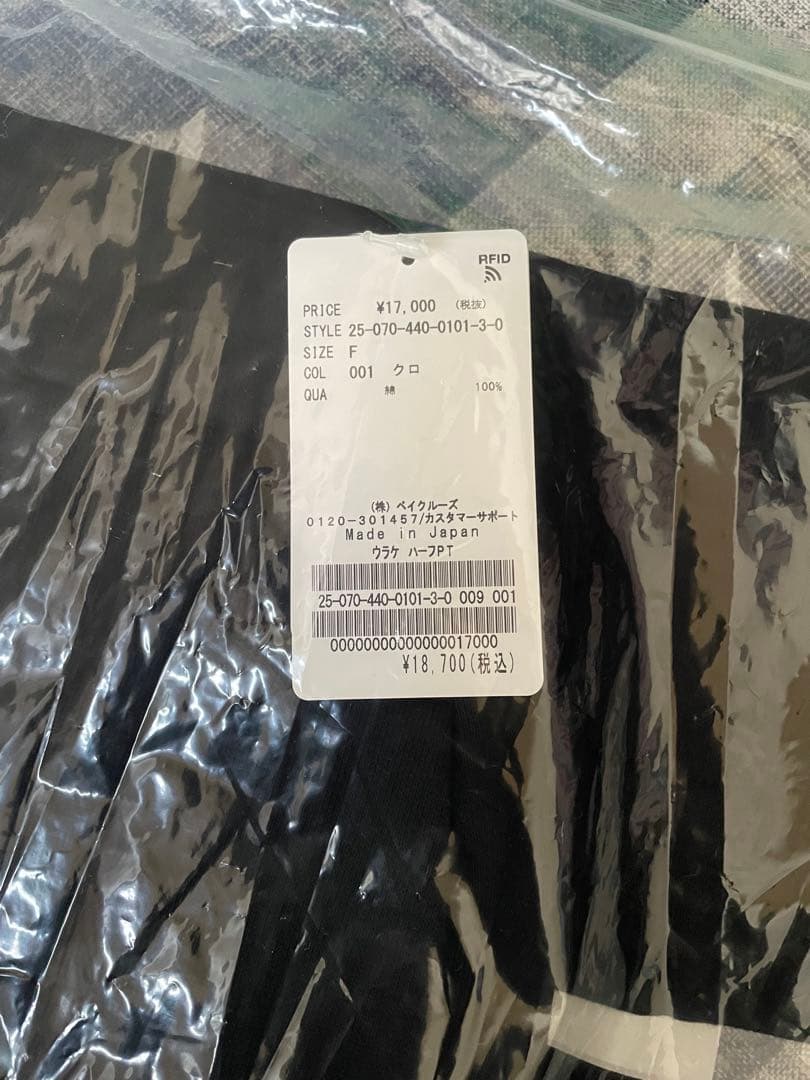 RFID
PRICE ¥17,000 (税抜)
STYLE 25-070-440-0101-3-0
SIZE F
COL 001 クロ
QUA 綿 100%
(株) ベイクルーズ
0120-301457/カスタマーサポート
Made in Japan
ウラケ ハーフPT
25-070-440-0101-3-0 009 001
00000000000000017000
¥18,700(税込)